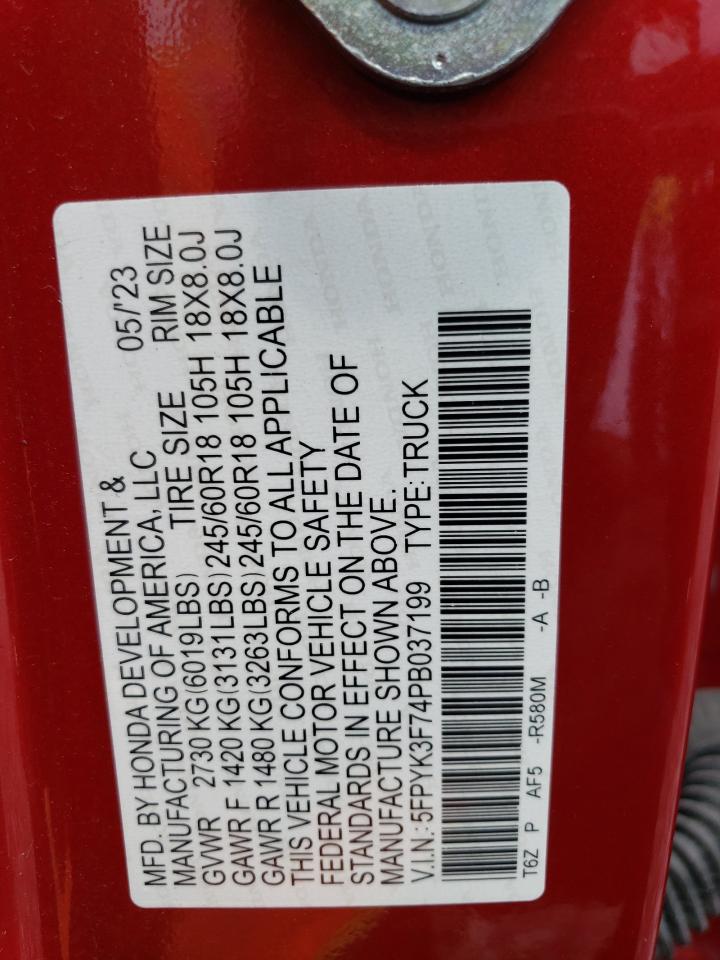 MFD. BY HONDA DEVELOPMENT &
MANUFACTURING OF AMERICA, LLC 05/'23
GVWR 2730 KG(6019LBS) TIRE SIZE RIM SIZE
GAWR F 1420 KG(3131LBS)245/60R18 105H 18X8.0J
GAWR R 1480 KG(3263LBS)245/60R18 105H 18X8.0J
THIS VEHICLE CONFORMS TO ALL APPLICABLE
FEDERAL MOTOR VEHICLE SAFETY
STANDARDS IN EFFECT ON THE DATE OF
MANUFACTURE SHOWN ABOVE.
V.I.N.:5FPYK3F74PB037199 TYPE:TRUCK
T6Z P AF5 -R580M -A -B